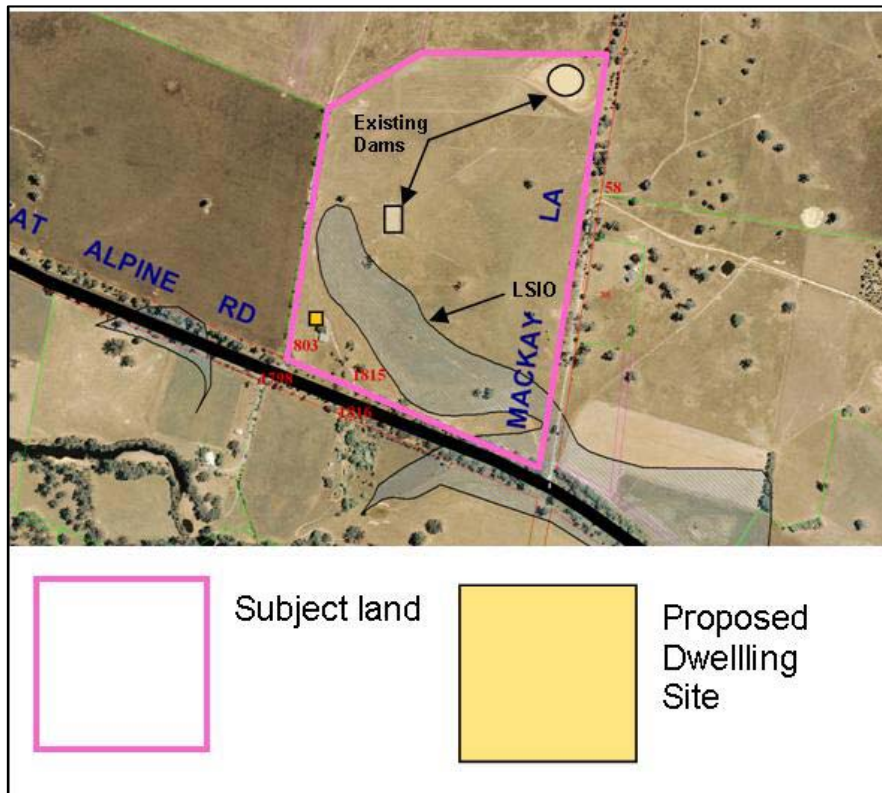 Existing
Dams
58
LA
AT ALPINE RD
LSIO
MACKAY
803
1815
1798
1816
Subject land
Proposed
Dwellling
Site